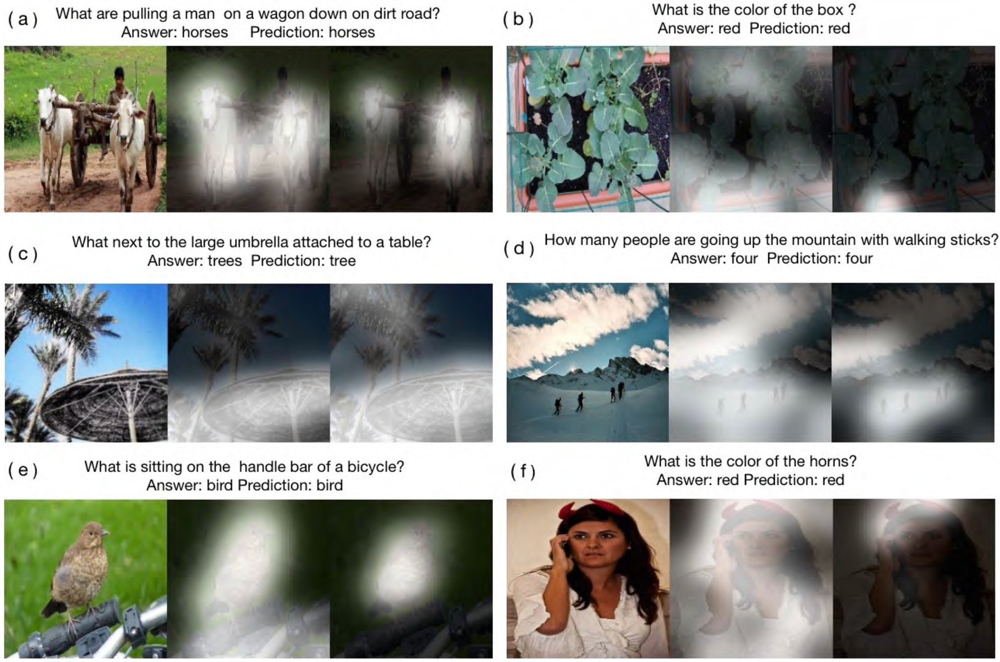 (a) What are pulling a man on a wagon down on dirt road?
Answer: horses Prediction: horses
(b) What is the color of the box ?
Answer: red Prediction: red
(c) What next to the large umbrella attached to a table?
Answer: trees Prediction: tree
(d) How many people are going up the mountain with walking sticks?
Answer: four Prediction: four
(e) What is sitting on the handle bar of a bicycle?
Answer: bird Prediction: bird
(f) What is the color of the horns?
Answer: red Prediction: red